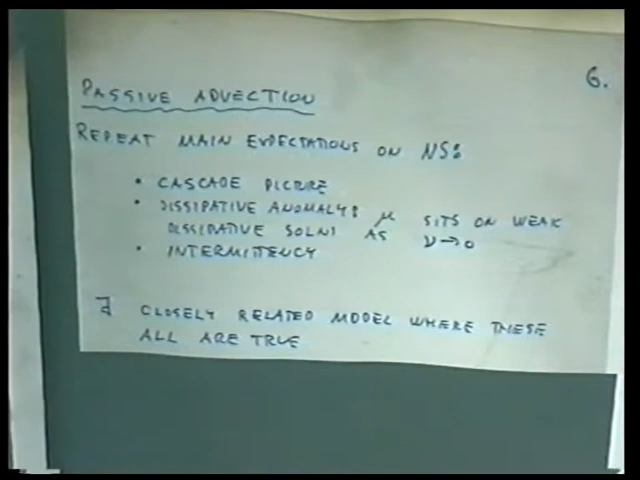 6.
PASSIVE ADVECTION
REPEAT MAIN EXPECTATIONS ON NS:
• CASCADE PICTURE
• DISSIPATIVE ANOMALY: μ SITS ON WEAK
DISSIPATIVE SOLNS AS ν→0
• INTERMITTENCY
∃ CLOSELY RELATED MODEL WHERE THESE
ALL ARE TRUE